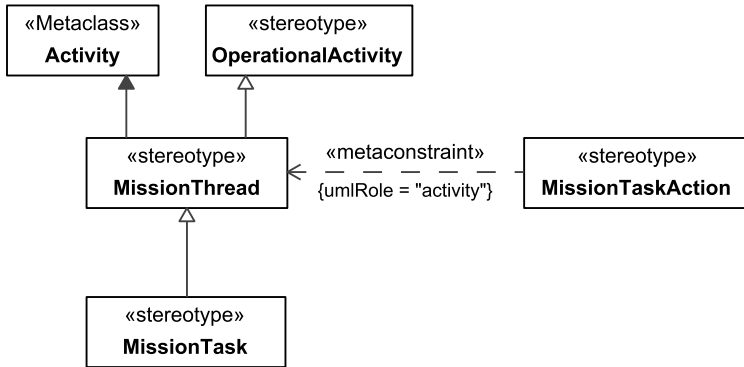 «Metaclass»
Activity
«stereotype»
OperationalActivity
«stereotype»
MissionThread
«metaconstraint»
{umlRole = "activity"}
«stereotype»
MissionTaskAction
«stereotype»
MissionTask